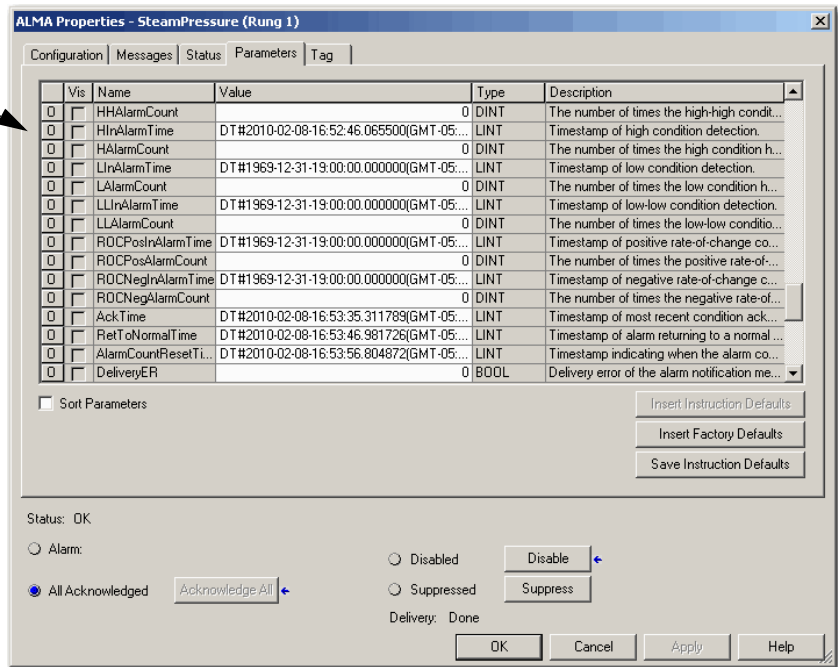 ALMA Properties - SteamPressure (Rung 1)
Configuration Messages Status Parameters Tag
Vis Name Value Type Description
0 HHAlarmCount 0 DINT The number of times the high-high condit...
0 HInAlarmTime DT#2010-02-08-16:52:46.065500(GMT-05:... LINT Timestamp of high condition detection.
0 HAlarmCount 0 DINT The number of times the high condition h...
0 LInAlarmTime DT#1969-12-31-19:00:00.000000(GMT-05:... LINT Timestamp of low condition detection.
0 LAlarmCount 0 DINT The number of times the low condition h...
0 LLInAlarmTime DT#1969-12-31-19:00:00.000000(GMT-05:... LINT Timestamp of low-low condition detection.
0 LLAlarmCount 0 DINT The number of times the low-low conditio...
0 ROCPosInAlarmTime DT#1969-12-31-19:00:00.000000(GMT-05:... LINT Timestamp of positive rate-of-change co...
0 ROCPosAlarmCount 0 DINT The number of times the positive rate-of-...
0 ROCNegInAlarmTime DT#1969-12-31-19:00:00.000000(GMT-05:... LINT Timestamp of negative rate-of-change c...
0 ROCNegAlarmCount 0 DINT The number of times the negative rate-of...
0 AckTime DT#2010-02-08-16:53:35.311789(GMT-05:... LINT Timestamp of most recent condition ack...
0 RetToNormalTime DT#2010-02-08-16:53:46.981726(GMT-05:... LINT Timestamp of alarm returning to a normal ...
0 AlarmCountResetTi... DT#2010-02-08-16:53:56.804872(GMT-05:... LINT Timestamp indicating when the alarm co...
0 DeliveryER 0 BOOL Delivery error of the alarm notification me...
Sort Parameters
Insert Instruction Defaults
Insert Factory Defaults
Save Instruction Defaults
Status: OK
Alarm:
Disabled Disable
All Acknowledged Acknowledge All
Suppressed Suppress
Delivery: Done
OK Cancel Apply Help